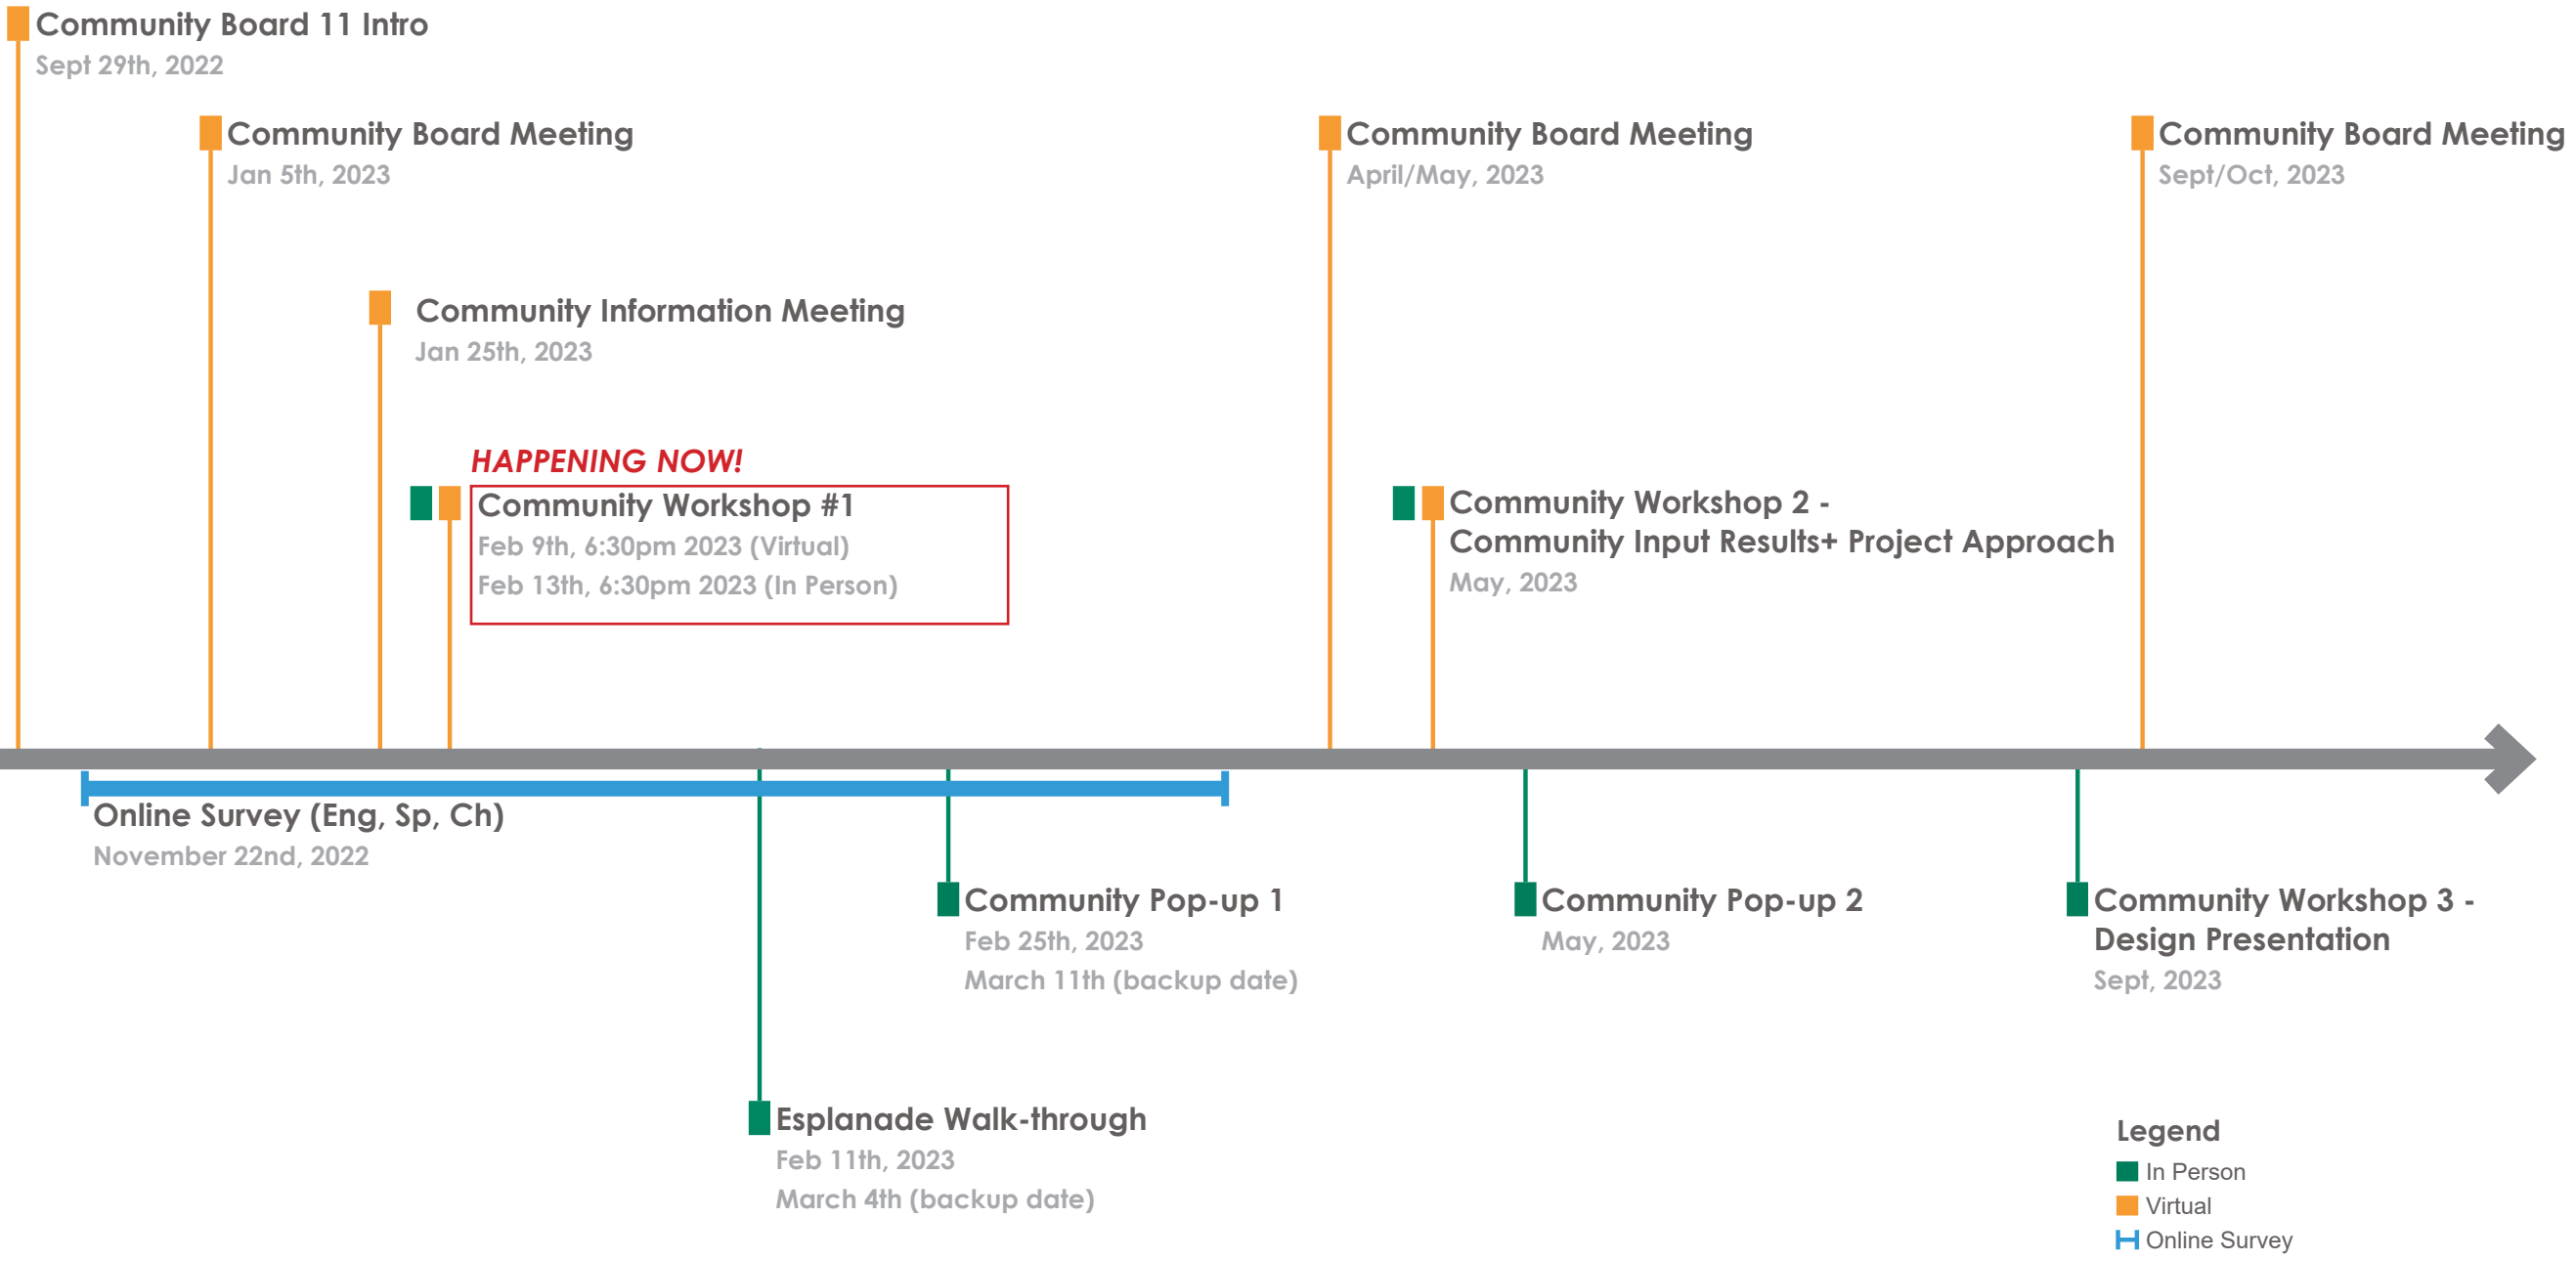 Community Board 11 Intro
Sept 29th, 2022
Community Board Meeting
Jan 5th, 2023
Community Board Meeting
April/May, 2023
Community Board Meeting
Sept/Oct, 2023
Community Information Meeting
Jan 25th, 2023
HAPPENING NOW!
Community Workshop #1
Feb 9th, 6:30pm 2023 (Virtual)
Feb 13th, 6:30pm 2023 (In Person)
Community Workshop 2 -
Community Input Results+ Project Approach
May, 2023
Online Survey (Eng, Sp, Ch)
November 22nd, 2022
Community Pop-up 1
Feb 25th, 2023
March 11th (backup date)
Community Pop-up 2
May, 2023
Community Workshop 3 -
Design Presentation
Sept, 2023
Esplanade Walk-through
Feb 11th, 2023
March 4th (backup date)
Legend
In Person
Virtual
Online Survey